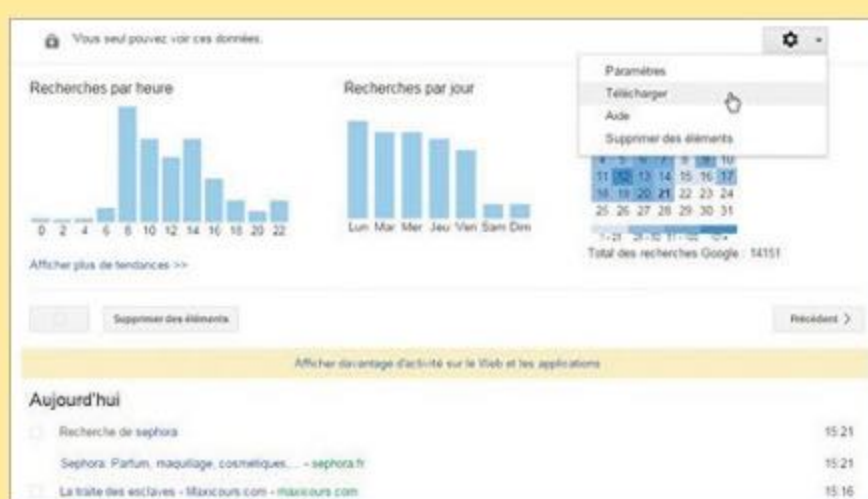 Vous seul pouvez voir ces données.
Paramètres
Télécharger
Aide
Supprimer des éléments
Recherches par heure
Recherches par jour
0 2 4 6 8 10 12 14 16 18 20 22
Lun Mar Mer Jeu Ven Sam Dim
4 5 6 7 8 9 10
11 12 13 14 15 16 17
18 19 20 21 22 23 24
25 26 27 28 29 30 31
Total des recherches Google : 14151
Afficher plus de tendances >>
Supprimer des éléments
Précédent >
Afficher davantage d'activité sur le Web et les applications
Aujourd'hui
Recherche de sephora
15:21
Sephora: Parfum, maquillage, cosmétiques,... - sephora.fr
15:21
La traite des esclaves - Maxicours.com - maxicours.com
15:16